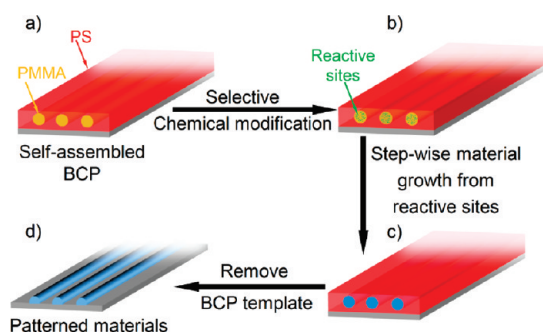 a)
PS
PMMA
Self-assembled
BCP
Selective
Chemical modification
b)
Reactive
sites
Step-wise material
growth from
reactive sites
c)
Remove
BCP template
d)
Patterned materials